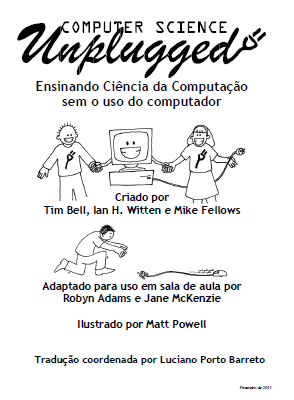 COMPUTER SCIENCE
Unplugged
Ensinando Ciência da Computação
sem o uso do computador
Criado por
Tim Bell, Ian H. Witten e Mike Fellows
Adaptado para uso em sala de aula por
Robyn Adams e Jane McKenzie
Ilustrado por Matt Powell
Tradução coordenada por Luciano Porto Barreto
Fevereiro de 2011